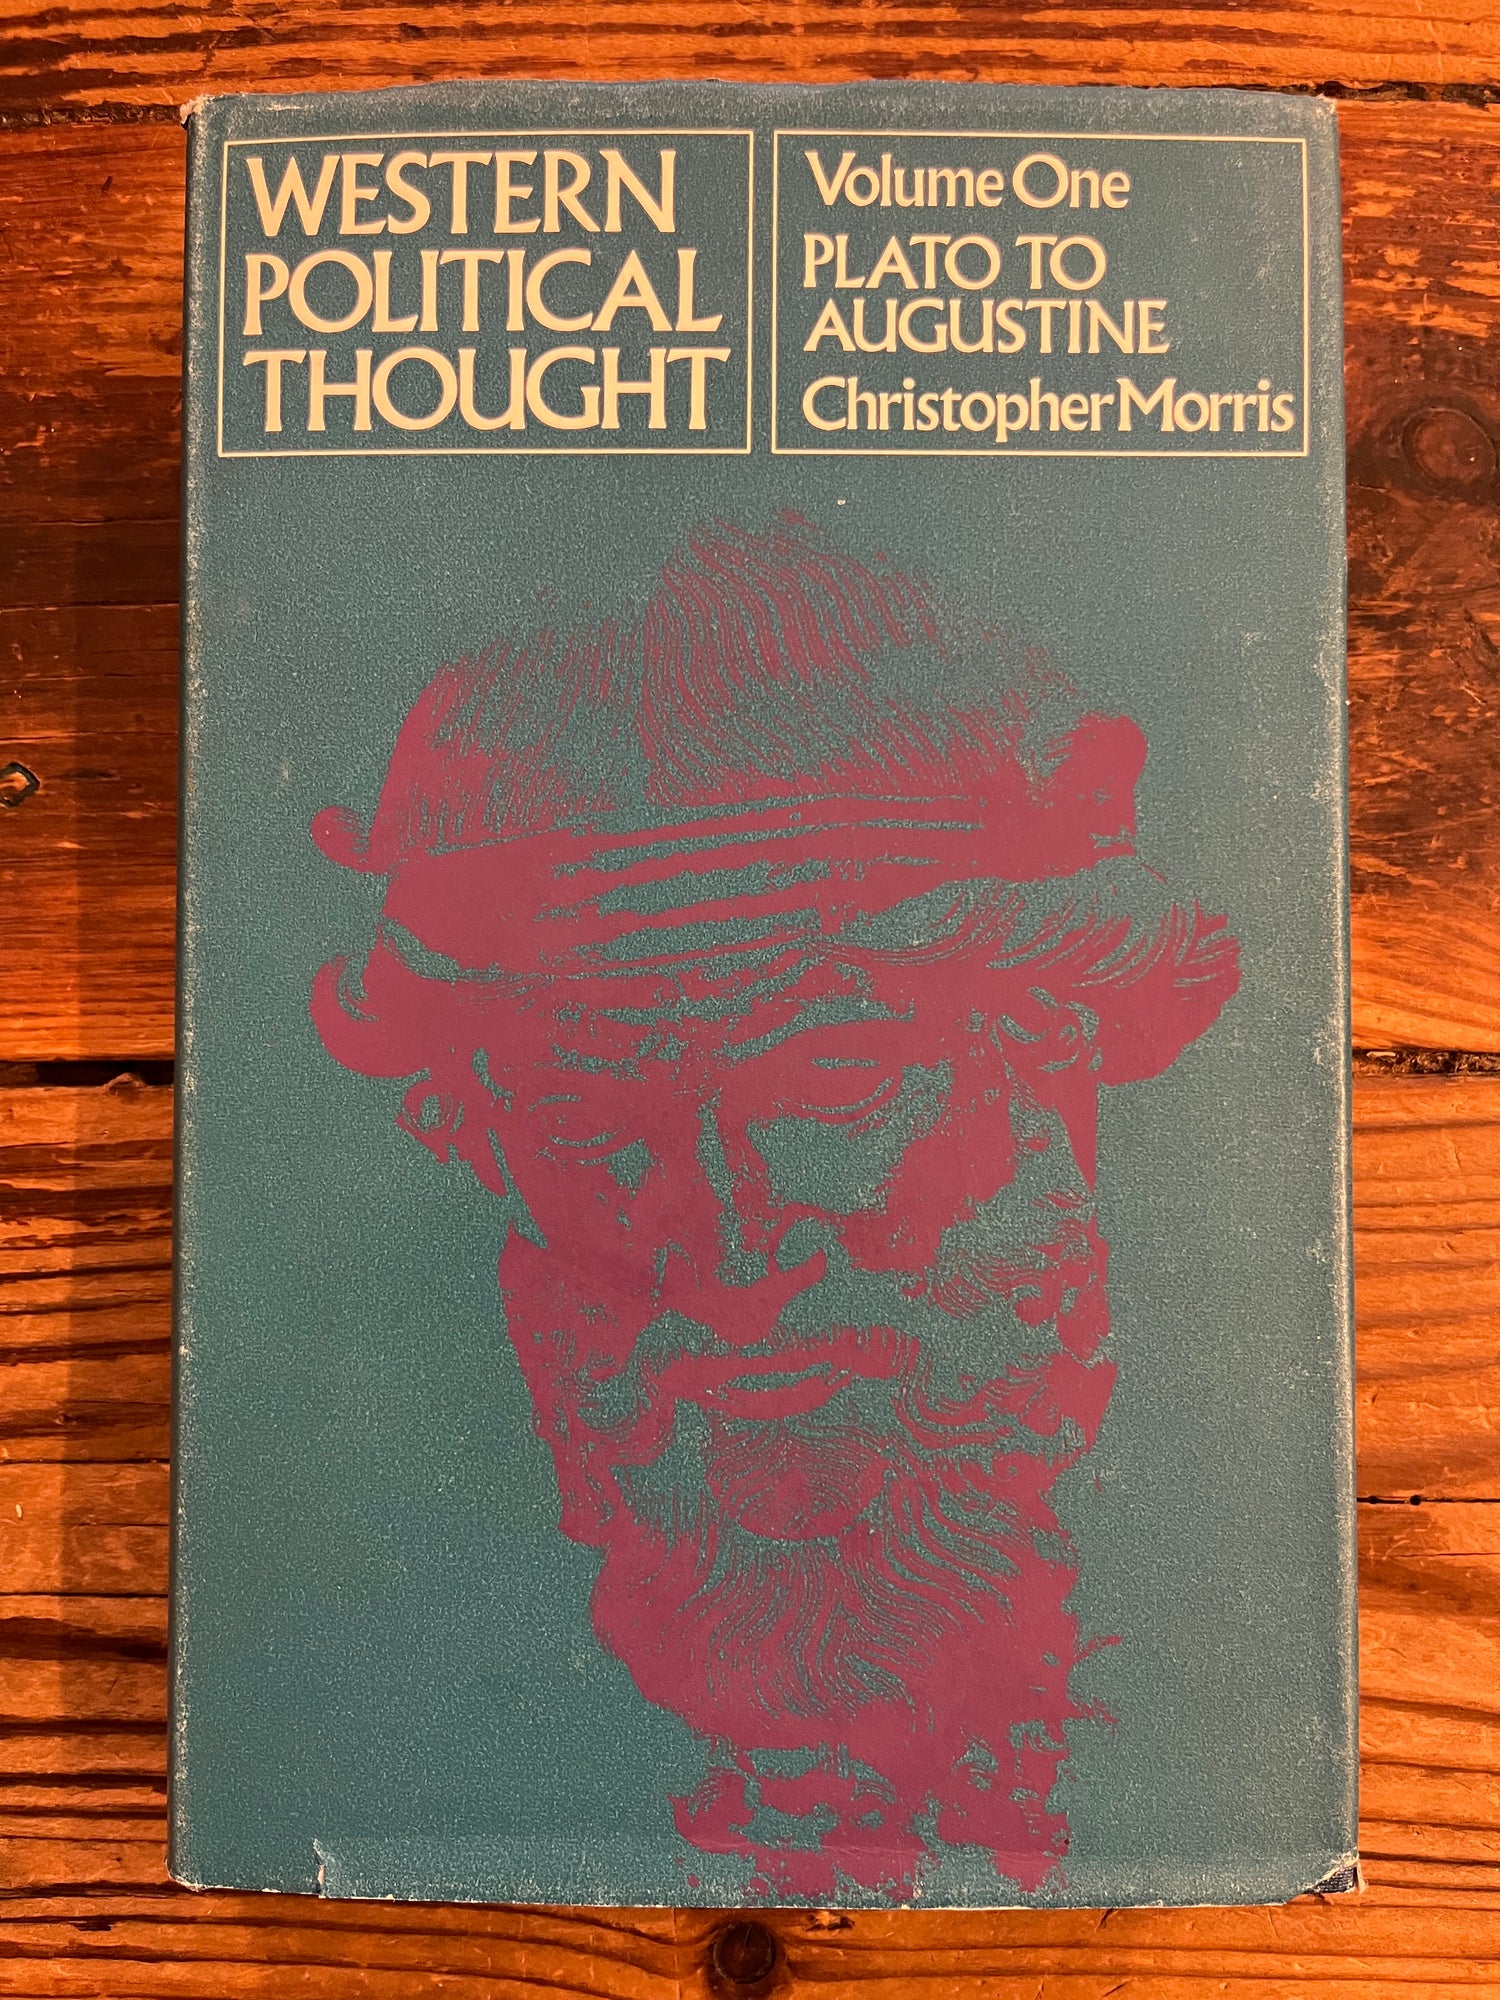 WESTERN
POLITICAL
THOUGHT
Volume One
PLATO TO
AUGUSTINE
Christopher Morris